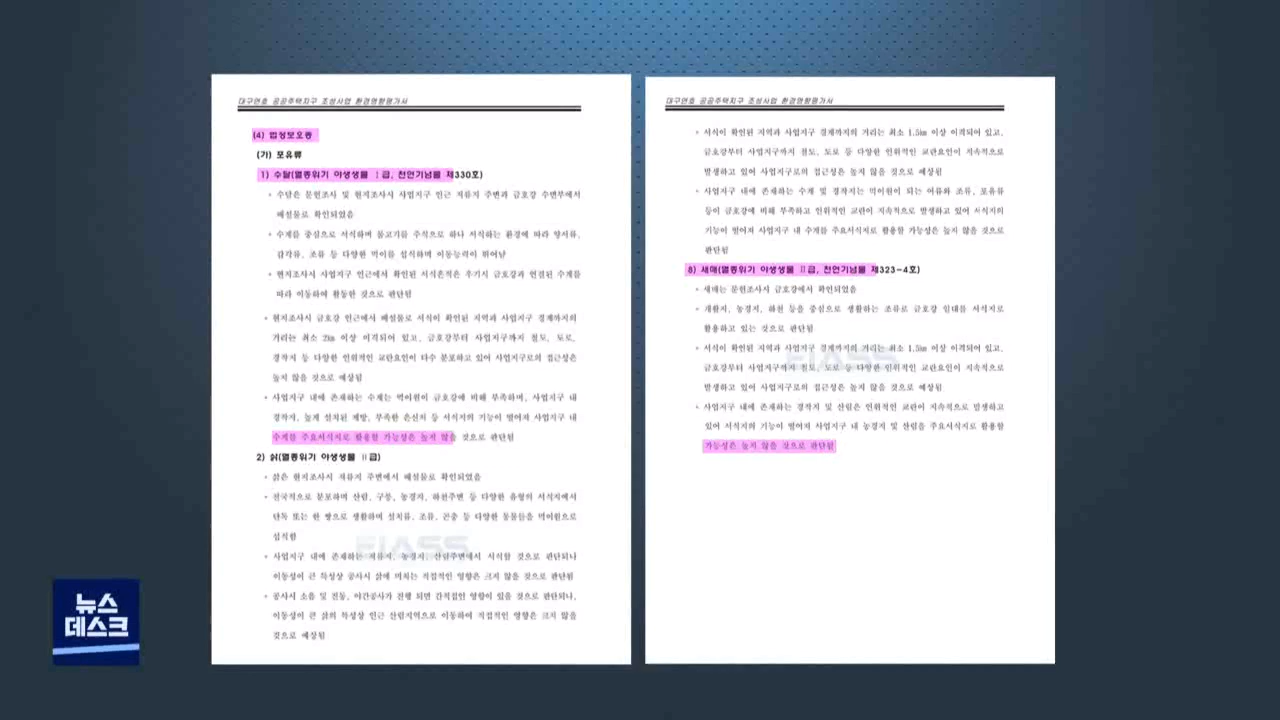 대구연호 공공주택지구 조성사업 환경영향평가서
(4) 법정보호종
(가) 포유류
1) 수달(멸종위기 야생생물 Ⅰ급, 천연기념물 제330호)
◦ 수달은 문헌조사 및 현지조사시 사업지구 인근 저류지 주변과 금호강 수변부에서
배설물로 확인되었음
◦ 수계를 중심으로 서식하며 물고기를 주식으로 하나 서식하는 환경에 따라 양서류,
갑각류, 조류 등 다양한 먹이를 섭식하며 이동능력이 뛰어남
◦ 현지조사시 사업지구 인근에서 확인된 서식흔적은 우기시 금호강과 연결된 수계를
따라 이동하여 활동한 것으로 판단됨
◦ 현지조사시 금호강 인근에서 배설물로 서식이 확인된 지역과 사업지구 경계까지의
거리는 최소 2㎞ 이상 이격되어 있고, 금호강부터 사업지구까지 철도, 도로,
경작지 등 다양한 인위적인 교란요인이 다수 분포하고 있어 사업지구로의 접근성은
높지 않을 것으로 예상됨
◦ 사업지구 내에 존재하는 수계는 먹이원이 금호강에 비해 부족하며, 사업지구 내
경작지, 높게 설치된 제방, 부족한 은신처 등 서식지의 기능이 떨어져 사업지구 내
수계를 주요서식지로 활용할 가능성은 높지 않을 것으로 판단됨
2) 삵(멸종위기 야생생물 Ⅱ급)
◦ 삵은 현지조사시 저류지 주변에서 배설물로 확인되었음
◦ 전국적으로 분포하며 산림, 구릉, 농경지, 하천주변 등 다양한 유형의 서식지에서
단독 또는 한 쌍으로 생활하며 설치류, 조류, 곤충 등 다양한 동물들을 먹이원으로
섭식함
◦ 사업지구 내에 존재하는 저류지, 농경지, 산림주변에서 서식할 것으로 판단되나
이동성이 큰 특성상 공사시 삵에 미치는 직접적인 영향은 크지 않을 것으로 판단됨
◦ 공사시 소음 및 진동, 야간공사가 진행 되면 간접적인 영향이 있을 것으로 판단되나,
이동성이 큰 삵의 특성상 인근 산림지역으로 이동하여 직접적인 영향은 크지 않을
것으로 예상됨
EIASS
대구연호 공공주택지구 조성사업 환경영향평가서
◦ 서식이 확인된 지역과 사업지구 경계까지의 거리는 최소 1.5㎞ 이상 이격되어 있고,
금호강부터 사업지구까지 철도, 도로 등 다양한 인위적인 교란요인이 지속적으로
발생하고 있어 사업지구로의 접근성은 높지 않을 것으로 예상됨
◦ 사업지구 내에 존재하는 수계 및 경작지는 먹이원이 되는 어류와 조류, 포유류
등이 금호강에 비해 부족하고 인위적인 교란이 지속적으로 발생하고 있어 서식지의
기능이 떨어져 사업지구 내 수계를 주요서식지로 활용할 가능성은 높지 않을 것으로
판단됨
8) 새매(멸종위기 야생생물 Ⅱ급, 천연기념물 제323-4호)
◦ 새매는 문헌조사시 금호강에서 확인되었음
◦ 개활지, 농경지, 하천 등을 중심으로 생활하는 조류로 금호강 일대를 서식지로
활용하고 있는 것으로 판단됨
◦ 서식이 확인된 지역과 사업지구 경계까지의 거리는 최소 1.5㎞ 이상 이격되어 있고,
금호강부터 사업지구까지 철도, 도로 등 다양한 인위적인 교란요인이 지속적으로
발생하고 있어 사업지구로의 접근성은 높지 않을 것으로 예상됨
◦ 사업지구 내에 존재하는 경작지 및 산림은 인위적인 교란이 지속적으로 발생하고
있어 서식지의 기능이 떨어져 사업지구 내 농경지 및 산림을 주요서식지로 활용할
가능성은 높지 않을 것으로 판단됨
EIASS
뉴스
데스크